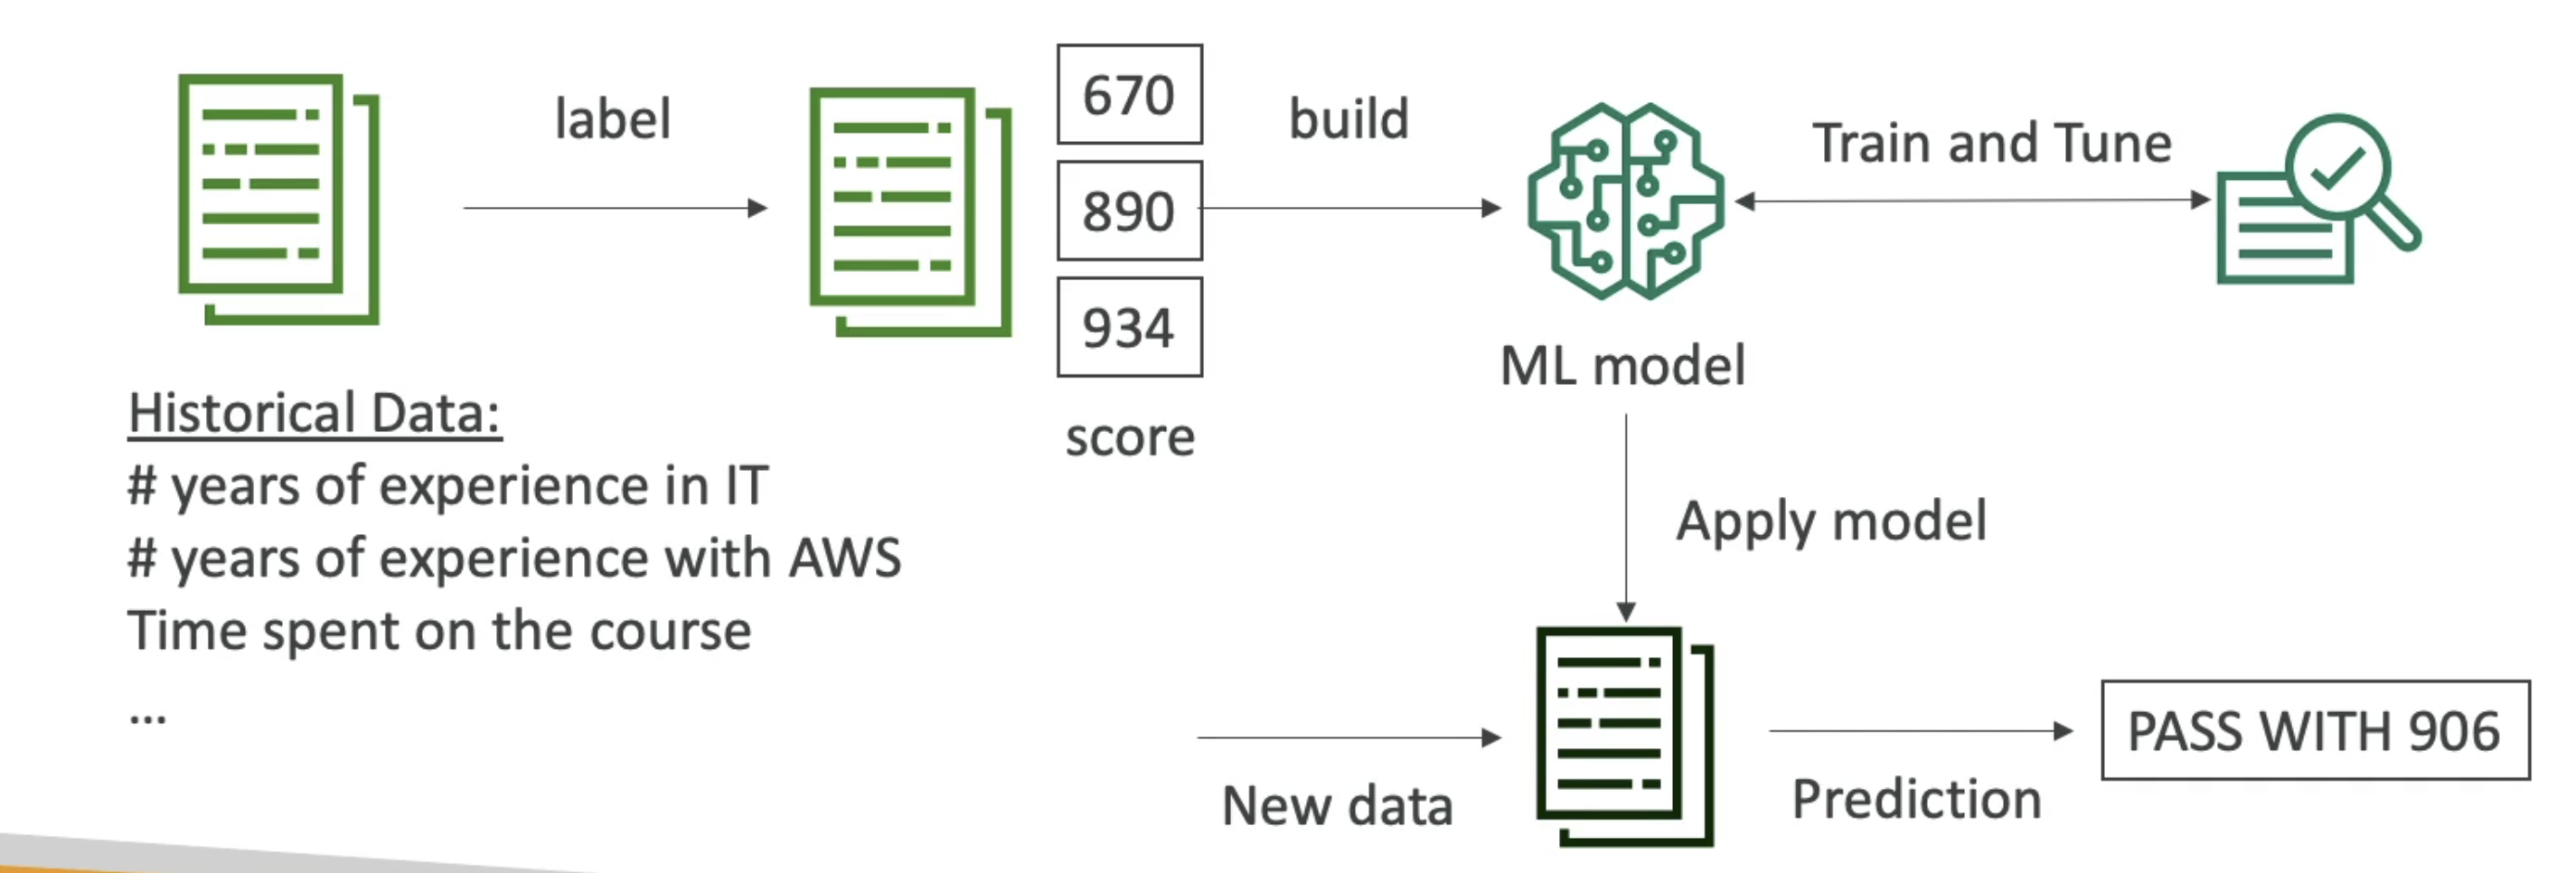 label
670
890
934
score
build
Train and Tune
ML model
Historical Data:
# years of experience in IT
# years of experience with AWS
Time spent on the course
...
Apply model
New data
Prediction
PASS WITH 906